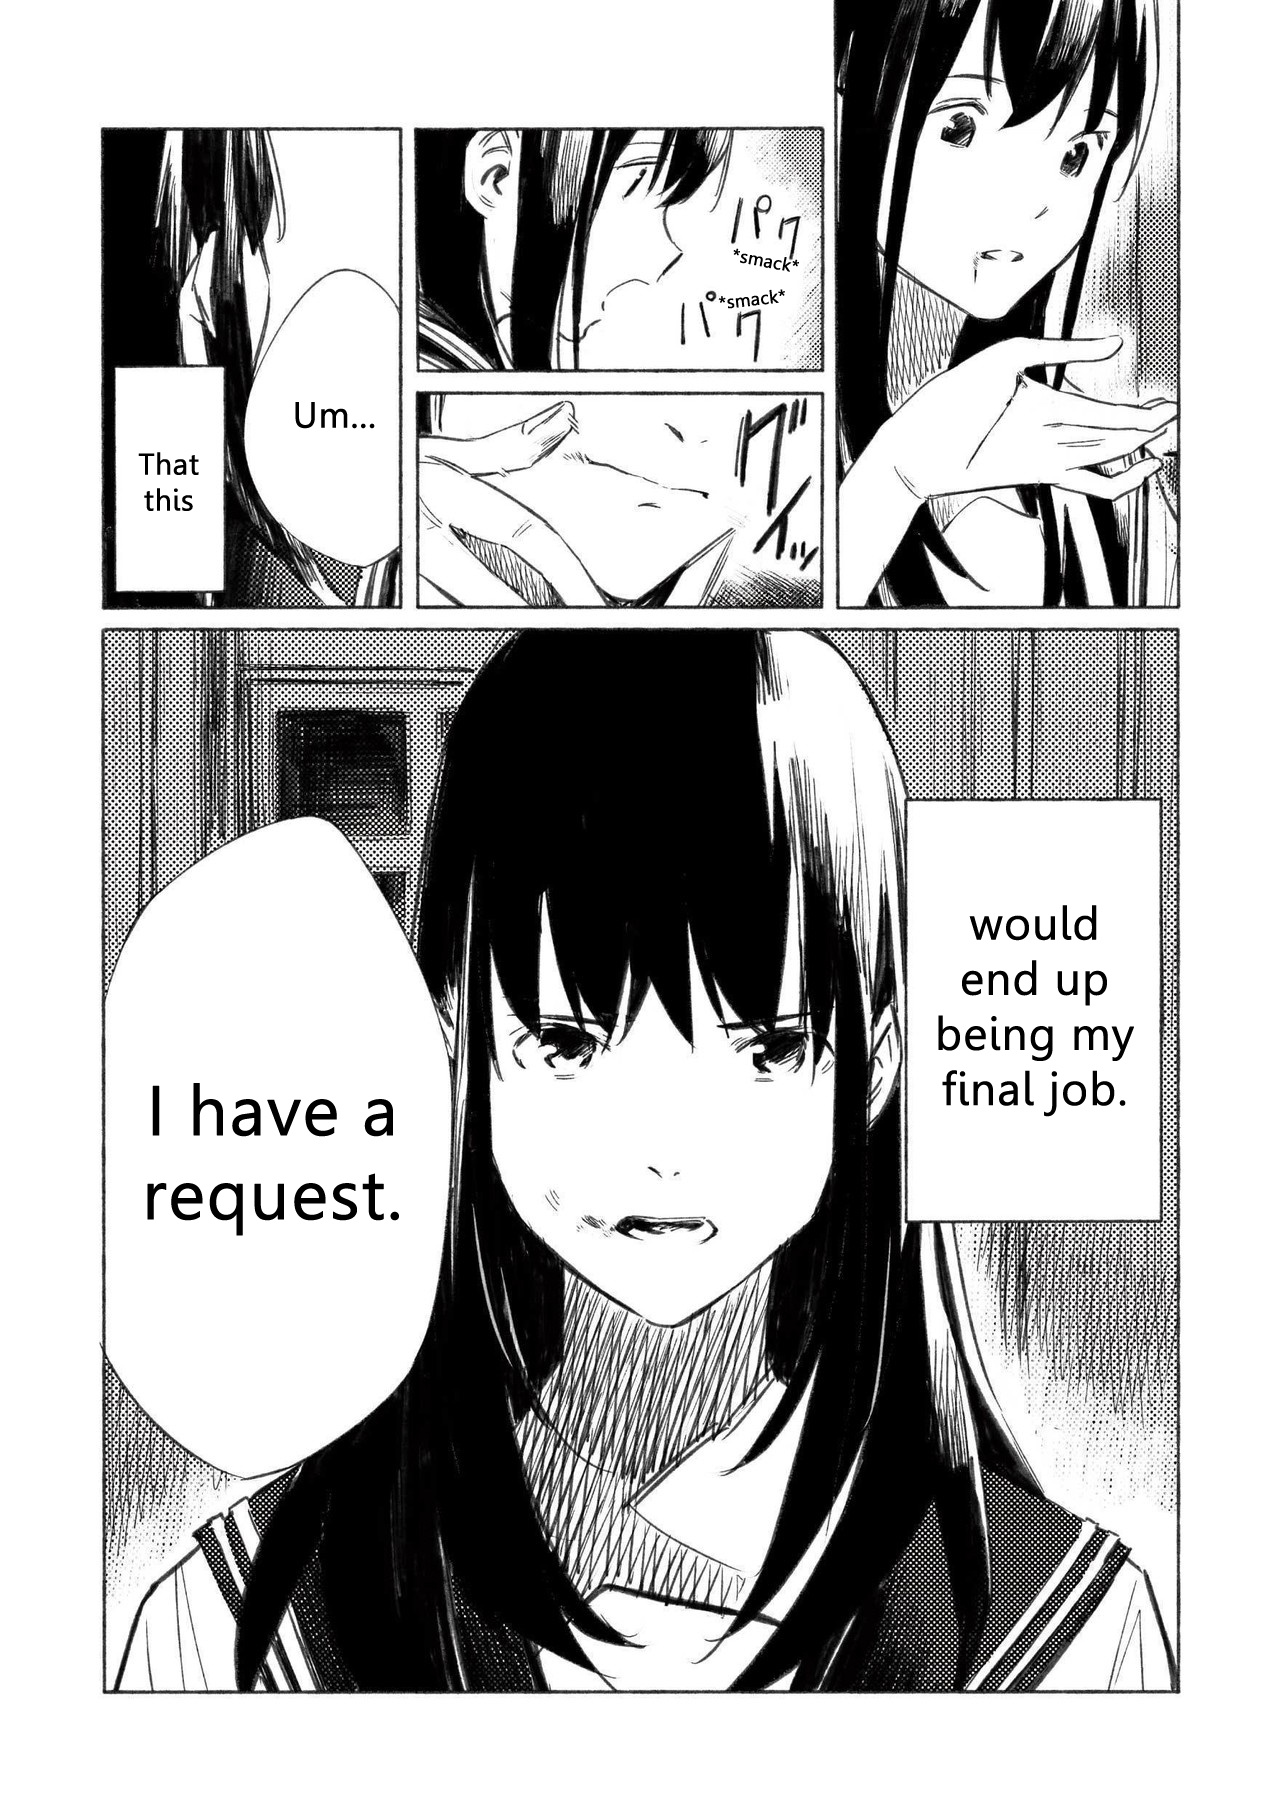 パク
*smack*
*smack*
パク
グイッ
Um...
That
this
would
end up
being my
final job.
I have a
request.